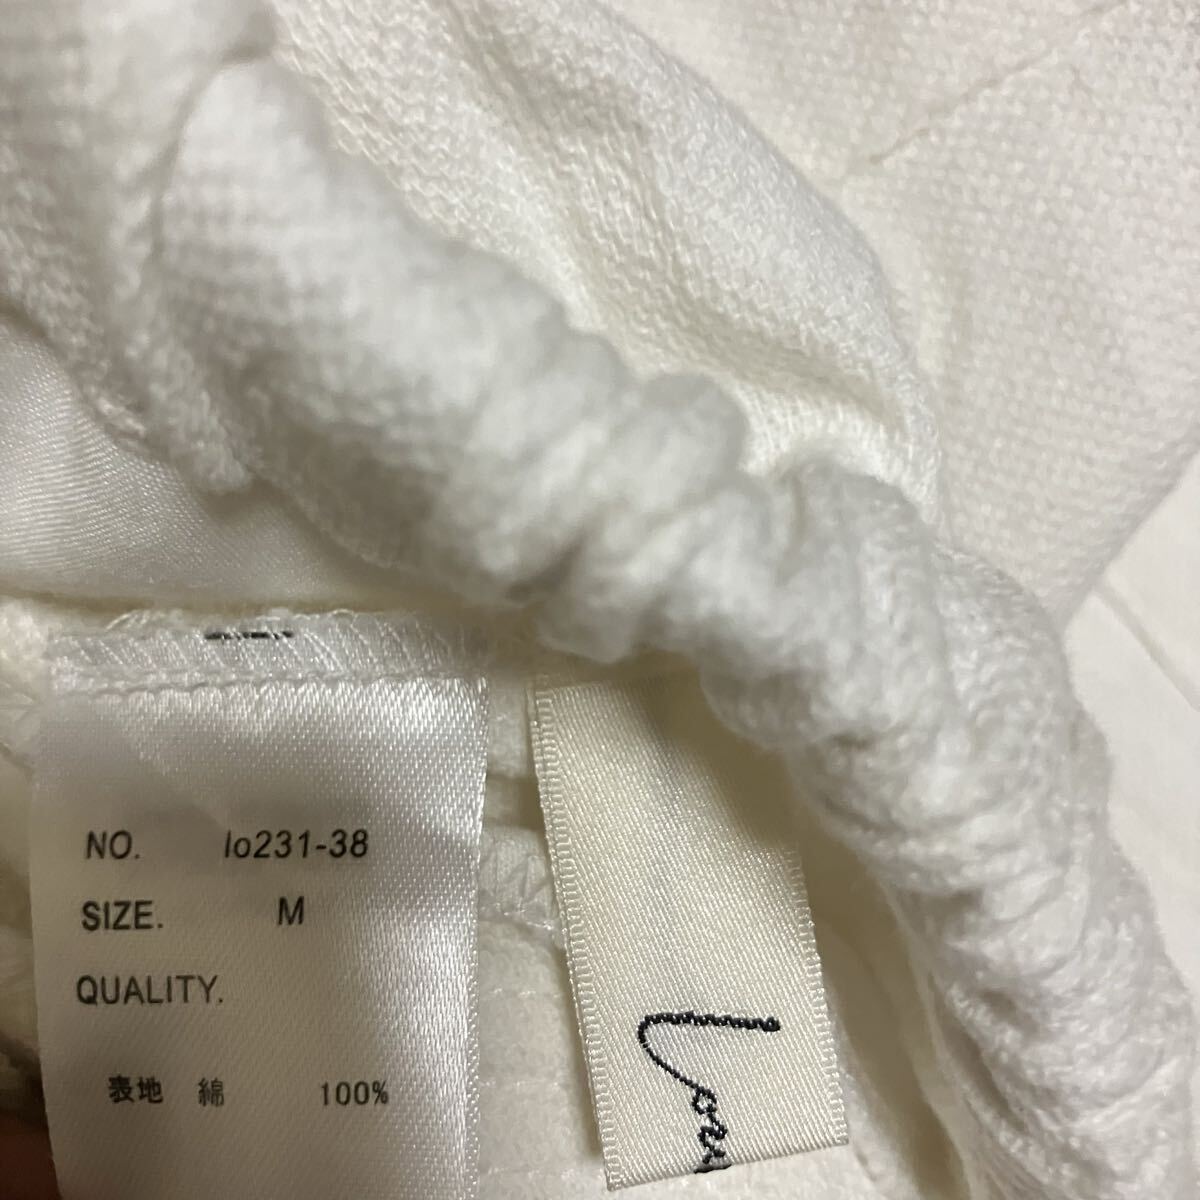 NO. lo231-38
SIZE. M
QUALITY.
表地 綿 100%